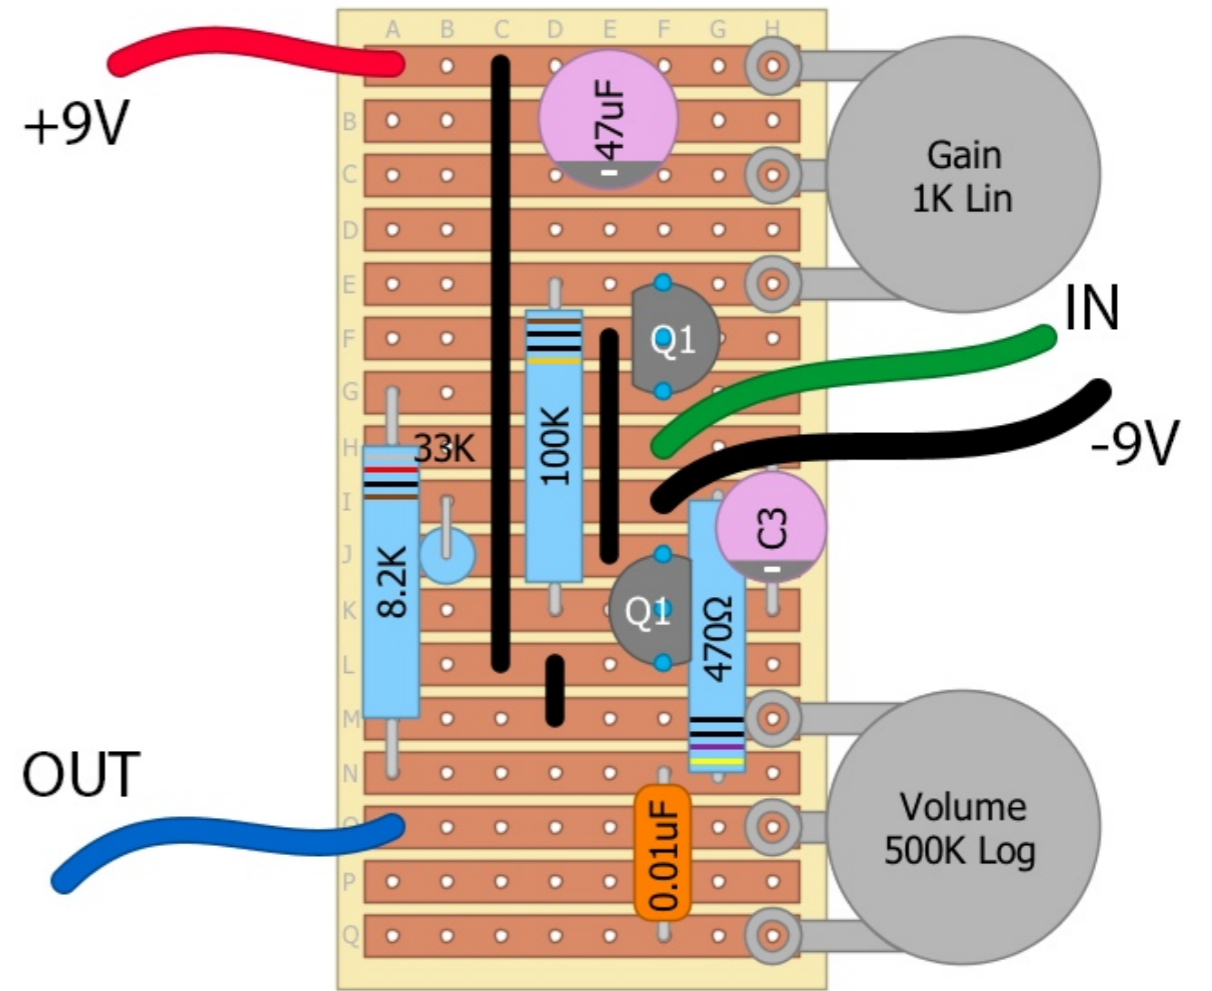 A B C D E F G H
+9V
B
C
D
E
F
G
H
I
J
K
L
M
N
O
P
Q
47uF
-
Gain
1K Lin
IN
Q1
-9V
33K
100K
8.2K
C3
-
Q1
470Ω
OUT
0.01uF
Volume
500K Log